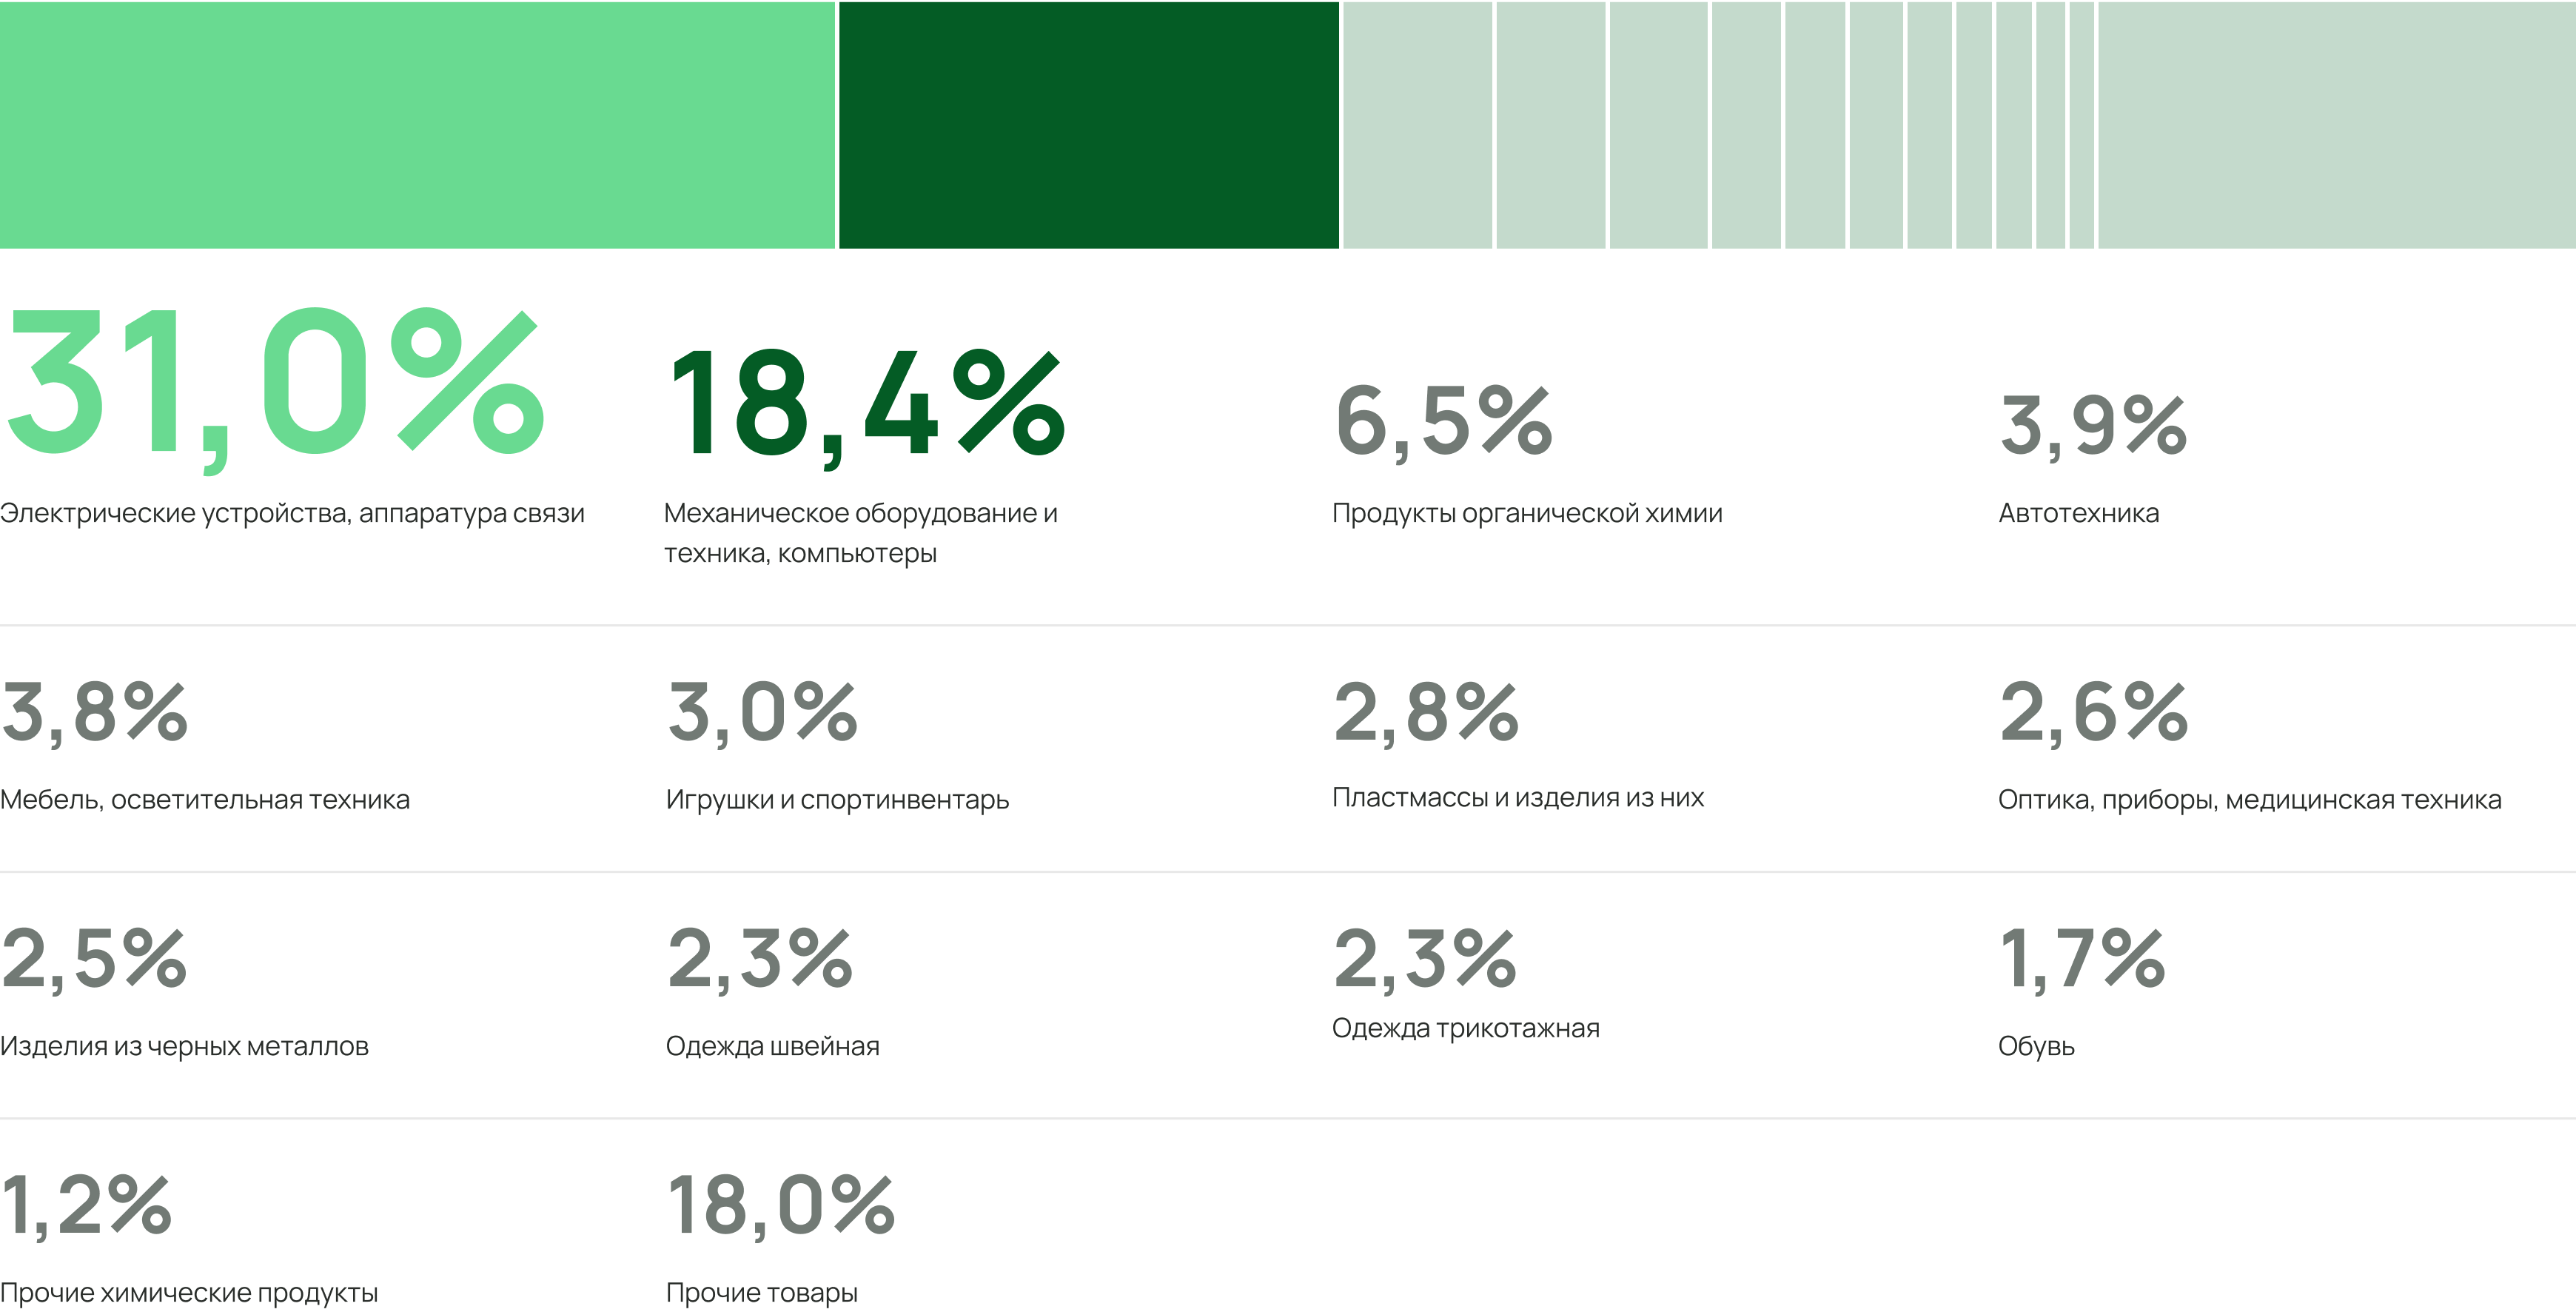 31,0%
Электрические устройства, аппаратура связи
18,4%
Механическое оборудование и
техника, компьютеры
6,5%
Продукты органической химии
3,9%
Автотехника
3,8%
Мебель, осветительная техника
3,0%
Игрушки и спортинвентарь
2,8%
Пластмассы и изделия из них
2,6%
Оптика, приборы, медицинская техника
2,5%
Изделия из черных металлов
2,3%
Одежда швейная
2,3%
Одежда трикотажная
1,7%
Обувь
1,2%
Прочие химические продукты
18,0%
Прочие товары